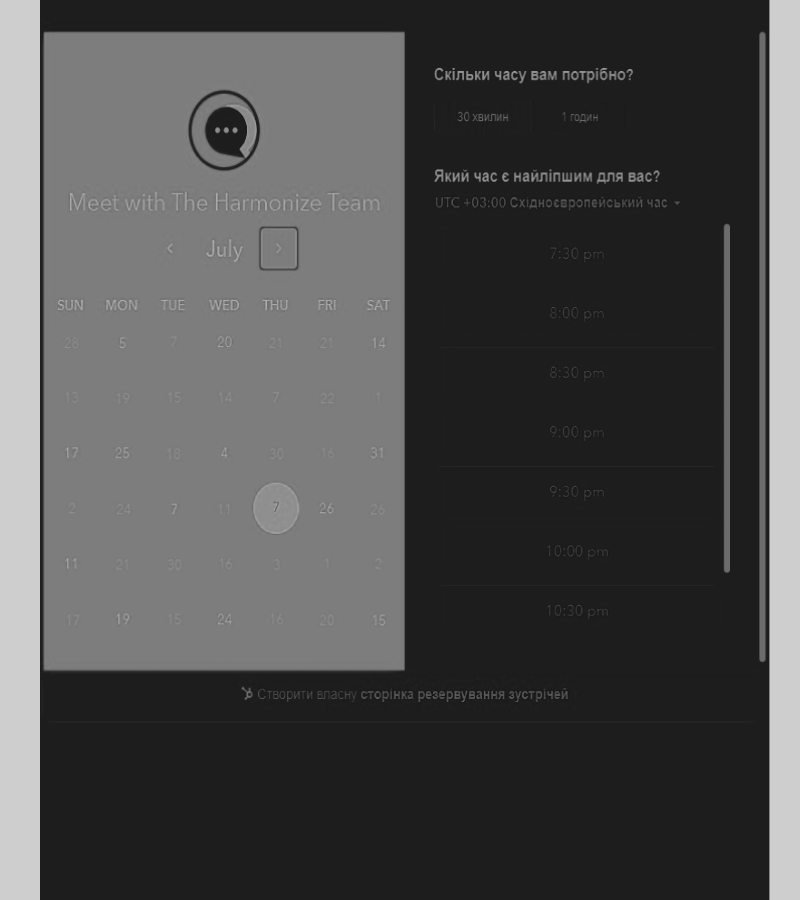 Meet with The Harmonize Team
July
SUN MON TUE WED THU FRI SAT
28 5 7 20 21 21 14
13 19 15 14 7 22 1
17 25 18 4 30 16 31
2 24 7 11 7 26 26
11 21 30 16 3 1 2
17 19 15 24 16 20 15
Скільки часу вам потрібно?
30 хвилин 1 годин
Який час є найліпшим для вас?
UTC +03:00 Східноєвропейський час
7:30 pm
8:00 pm
8:30 pm
9:00 pm
9:30 pm
10:00 pm
10:30 pm
Створити власну сторінка резервування зустрічей